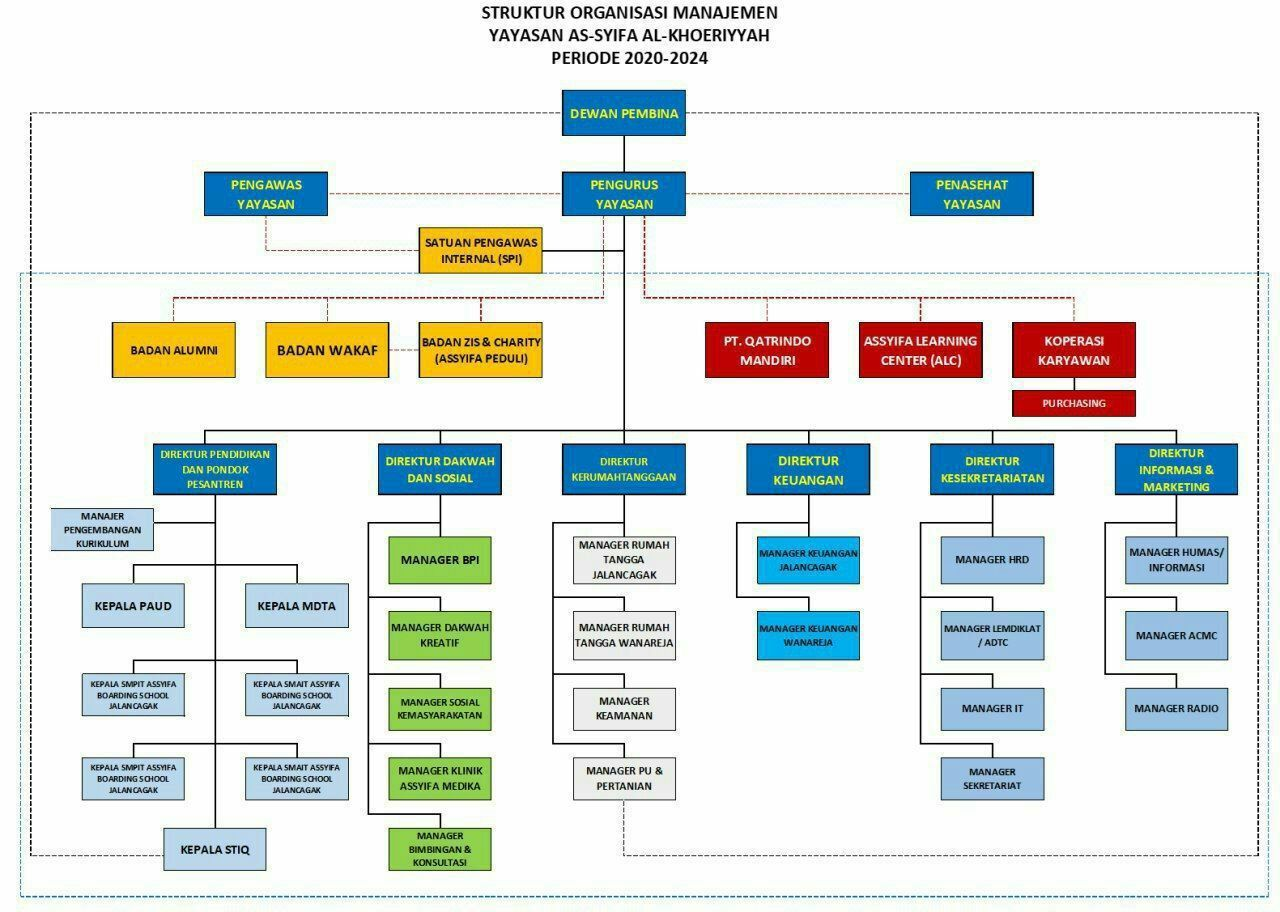 STRUKTUR ORGANISASI MANAJEMEN
YAYASAN AS-SYIFA AL-KHOERIYYAH
PERIODE 2020-2024
DEWAN PEMBINA
PENGAWAS
YAYASAN
PENGURUS
YAYASAN
PENASEHAT
YAYASAN
SATUAN PENGAWAS
INTERNAL (SPI)
BADAN ALUMNI
BADAN WAKAF
BADAN ZIS & CHARITY
(ASSYIFA PEDULI)
PT. QATRINDO
MANDIRI
ASSYIFA LEARNING
CENTER (ALC)
KOPERASI
KARYAWAN
PURCHASING
DIREKTUR PENDIDIKAN
DAN PONDOK
PESANTREN
DIREKTUR DAKWAH
DAN SOSIAL
DIREKTUR
KERUMAHTANGGAAN
DIREKTUR
KEUANGAN
DIREKTUR
KESEKRETARIATAN
DIREKTUR
INFORMASI &
MARKETING
MANAJER
PENGEMBANGAN
KURIKULUM
KEPALA PAUD
KEPALA MDTA
KEPALA SMPIT ASSYIFA
BOARDING SCHOOL
JALANCAGAK
KEPALA SMAIT ASSYIFA
BOARDING SCHOOL
JALANCAGAK
KEPALA SMPIT ASSYIFA
BOARDING SCHOOL
JALANCAGAK
KEPALA SMAIT ASSYIFA
BOARDING SCHOOL
JALANCAGAK
KEPALA STIQ
MANAGER BPI
MANAGER DAKWAH
KREATIF
MANAGER SOSIAL
KEMASYARAKATAN
MANAGER KLINIK
ASSYIFA MEDIKA
MANAGER
BIMBINGAN &
KONSULTASI
MANAGER RUMAH
TANGGA
JALANCAGAK
MANAGER RUMAH
TANGGA WANAREJA
MANAGER
KEAMANAN
MANAGER PU &
PERTANIAN
MANAGER KEUANGAN
JALANCAGAK
MANAGER KEUANGAN
WANAREJA
MANAGER HRD
MANAGER LEMDIKLAT
/ ADTC
MANAGER IT
MANAGER
SEKRETARIAT
MANAGER HUMAS/
INFORMASI
MANAGER ACMC
MANAGER RADIO